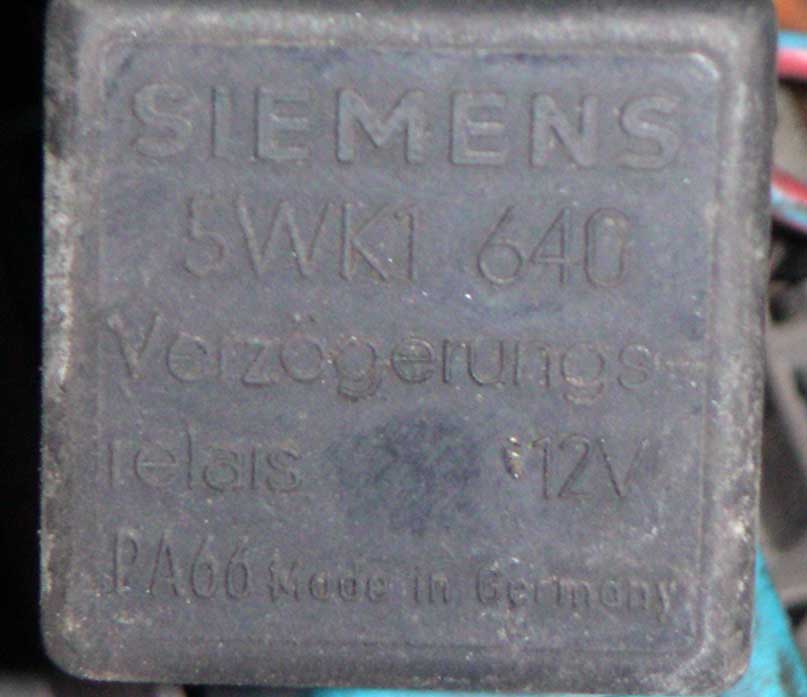 SIEMENS
5WK1 640
Verzögerungs-
relais 12V
PA66 Made in Germany